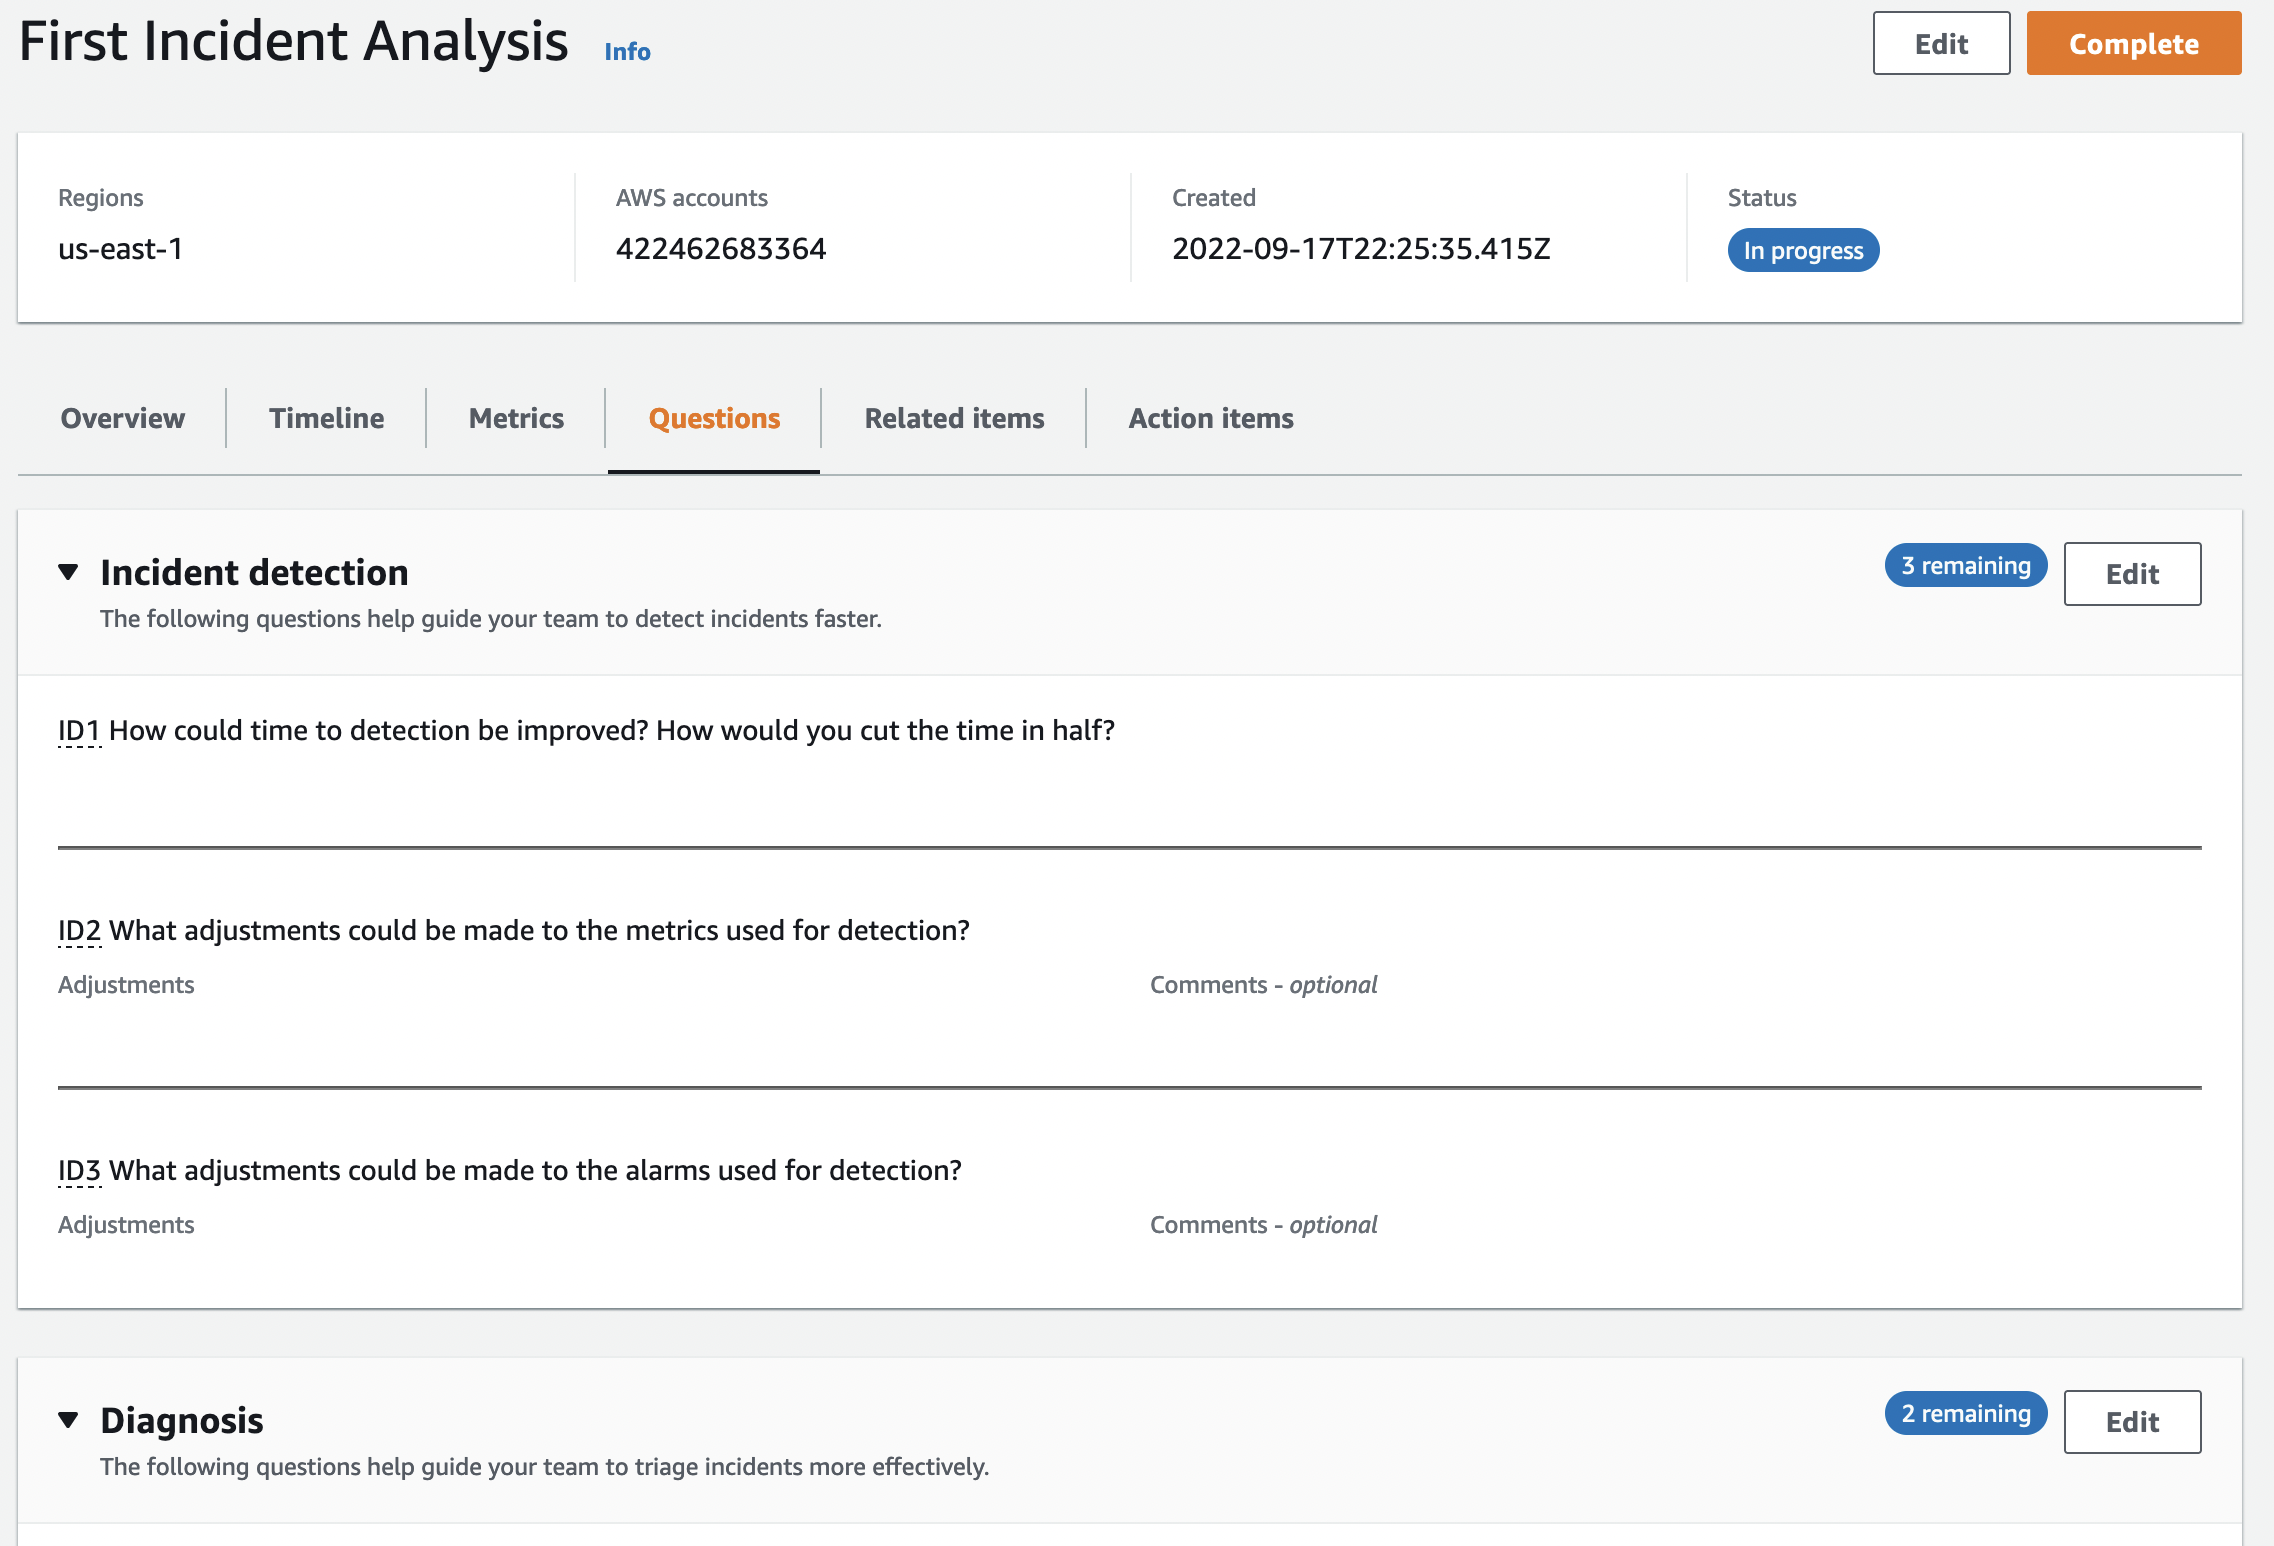 First Incident Analysis Info Edit Complete
Regions AWS accounts Created Status
us-east-1 422462683364 2022-09-17T22:25:35.415Z In progress
Overview Timeline Metrics Questions Related items Action items
Incident detection 3 remaining Edit
The following questions help guide your team to detect incidents faster.
ID1 How could time to detection be improved? How would you cut the time in half?
ID2 What adjustments could be made to the metrics used for detection?
Adjustments Comments - optional
ID3 What adjustments could be made to the alarms used for detection?
Adjustments Comments - optional
Diagnosis 2 remaining Edit
The following questions help guide your team to triage incidents more effectively.